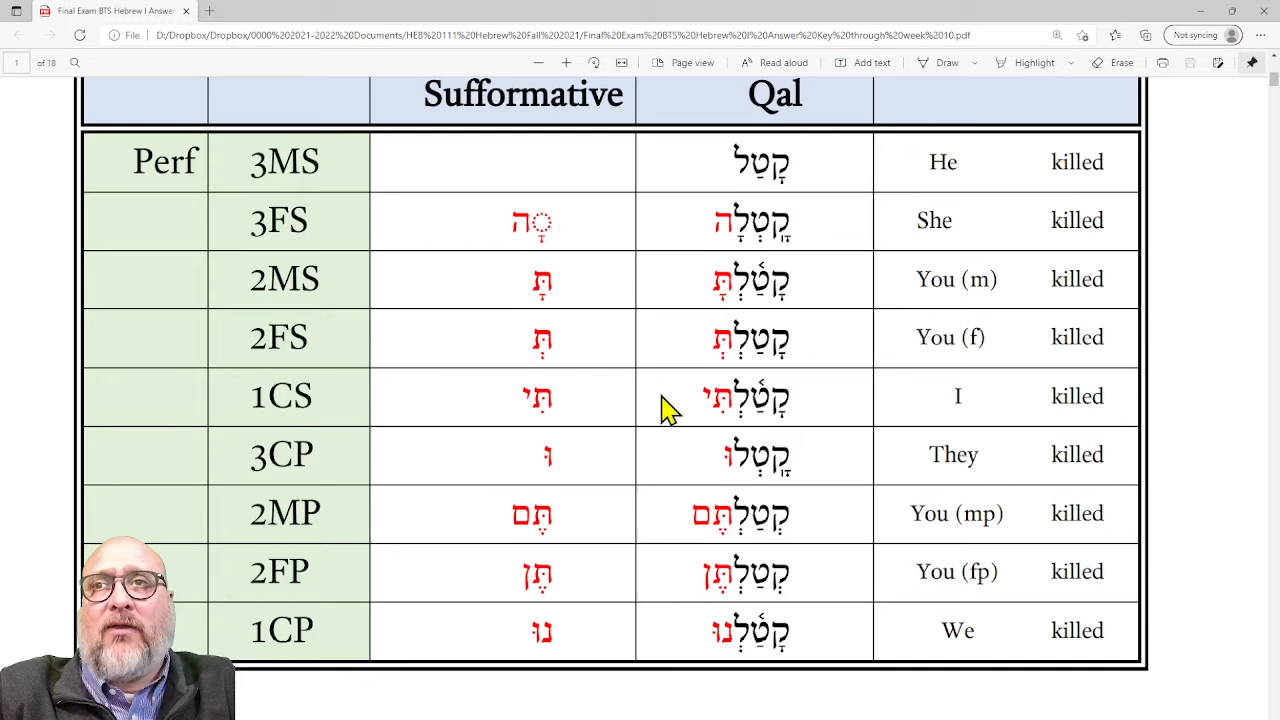 Final Exam BTS Hebrew I Answer
File D:/Dropbox/Dropbox/0000%202021-2022%20Documents/HEB%20111%20Hebrew%20Fall%202021/Final%20Exam%20BTS%20Hebrew%20I%20Answer%20Key%20through%20week%2010.pdf Not syncing
1 of 18 Page view Read aloud Add text Draw Highlight Erase
Sufformative Qal
Perf 3MS קָטַל He killed
3FS ָה קָֽטְלָה She killed
2MS תָּ קָטַ֫לְתָּ You (m) killed
2FS תְּ קָטַלְתְּ You (f) killed
1CS תִּי קָטַ֫לְתִּי I killed
3CP וּ קָֽטְלוּ They killed
2MP תֶּם קְטַלְתֶּם You (mp) killed
2FP תֶּן קְטַלְתֶּן You (fp) killed
1CP נוּ קָטַ֫לְנוּ We killed